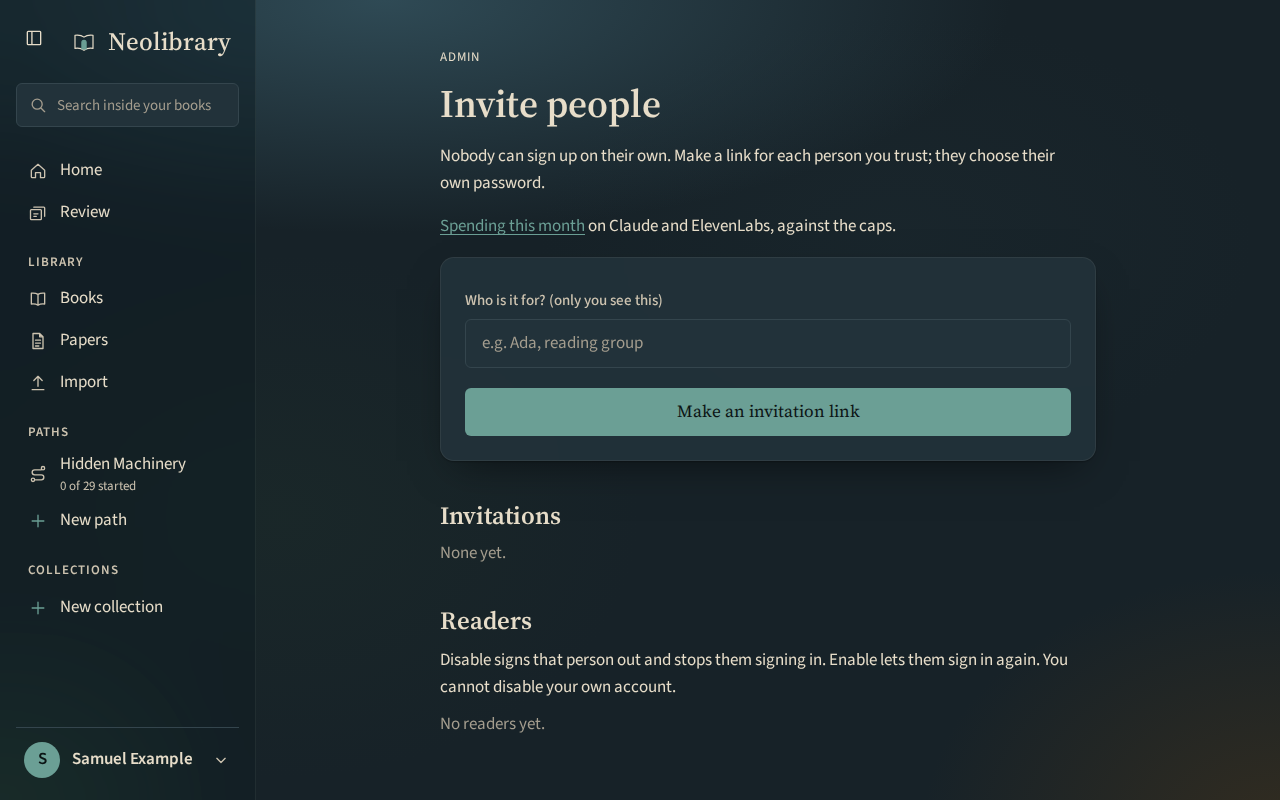 Neolibrary
Search inside your books
Home
Review
LIBRARY
Books
Papers
Import
PATHS
Hidden Machinery
0 of 29 started
New path
COLLECTIONS
New collection
S
Samuel Example
ADMIN
Invite people
Nobody can sign up on their own. Make a link for each person you trust; they choose their
own password.
Spending this month on Claude and ElevenLabs, against the caps.
Who is it for? (only you see this)
e.g. Ada, reading group
Make an invitation link
Invitations
None yet.
Readers
Disable signs that person out and stops them signing in. Enable lets them sign in again. You
cannot disable your own account.
No readers yet.